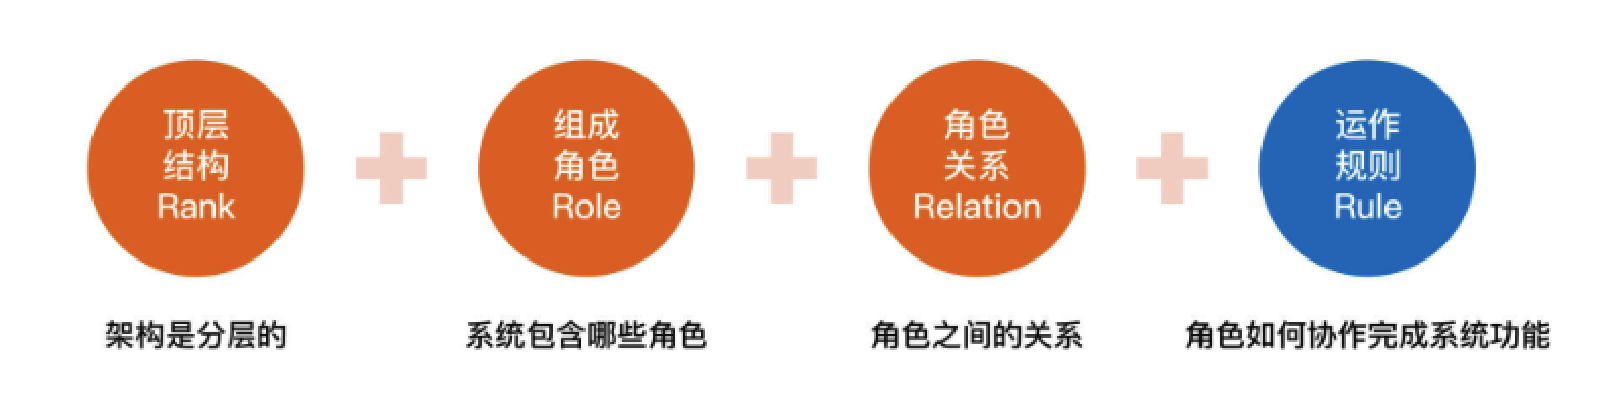 顶层
结构
Rank
组成
角色
Role
角色
关系
Relation
运作
规则
Rule
架构是分层的
系统包含哪些角色
角色之间的关系
角色如何协作完成系统功能